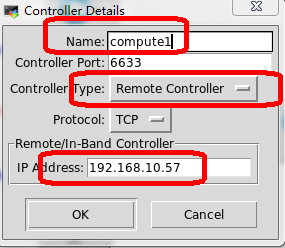 Controller Details
Name: compute1
Controller Port: 6633
Controller Type: Remote Controller
Protocol: TCP
Remote/In-Band Controller
IP Address: 192.168.10.57
OK Cancel